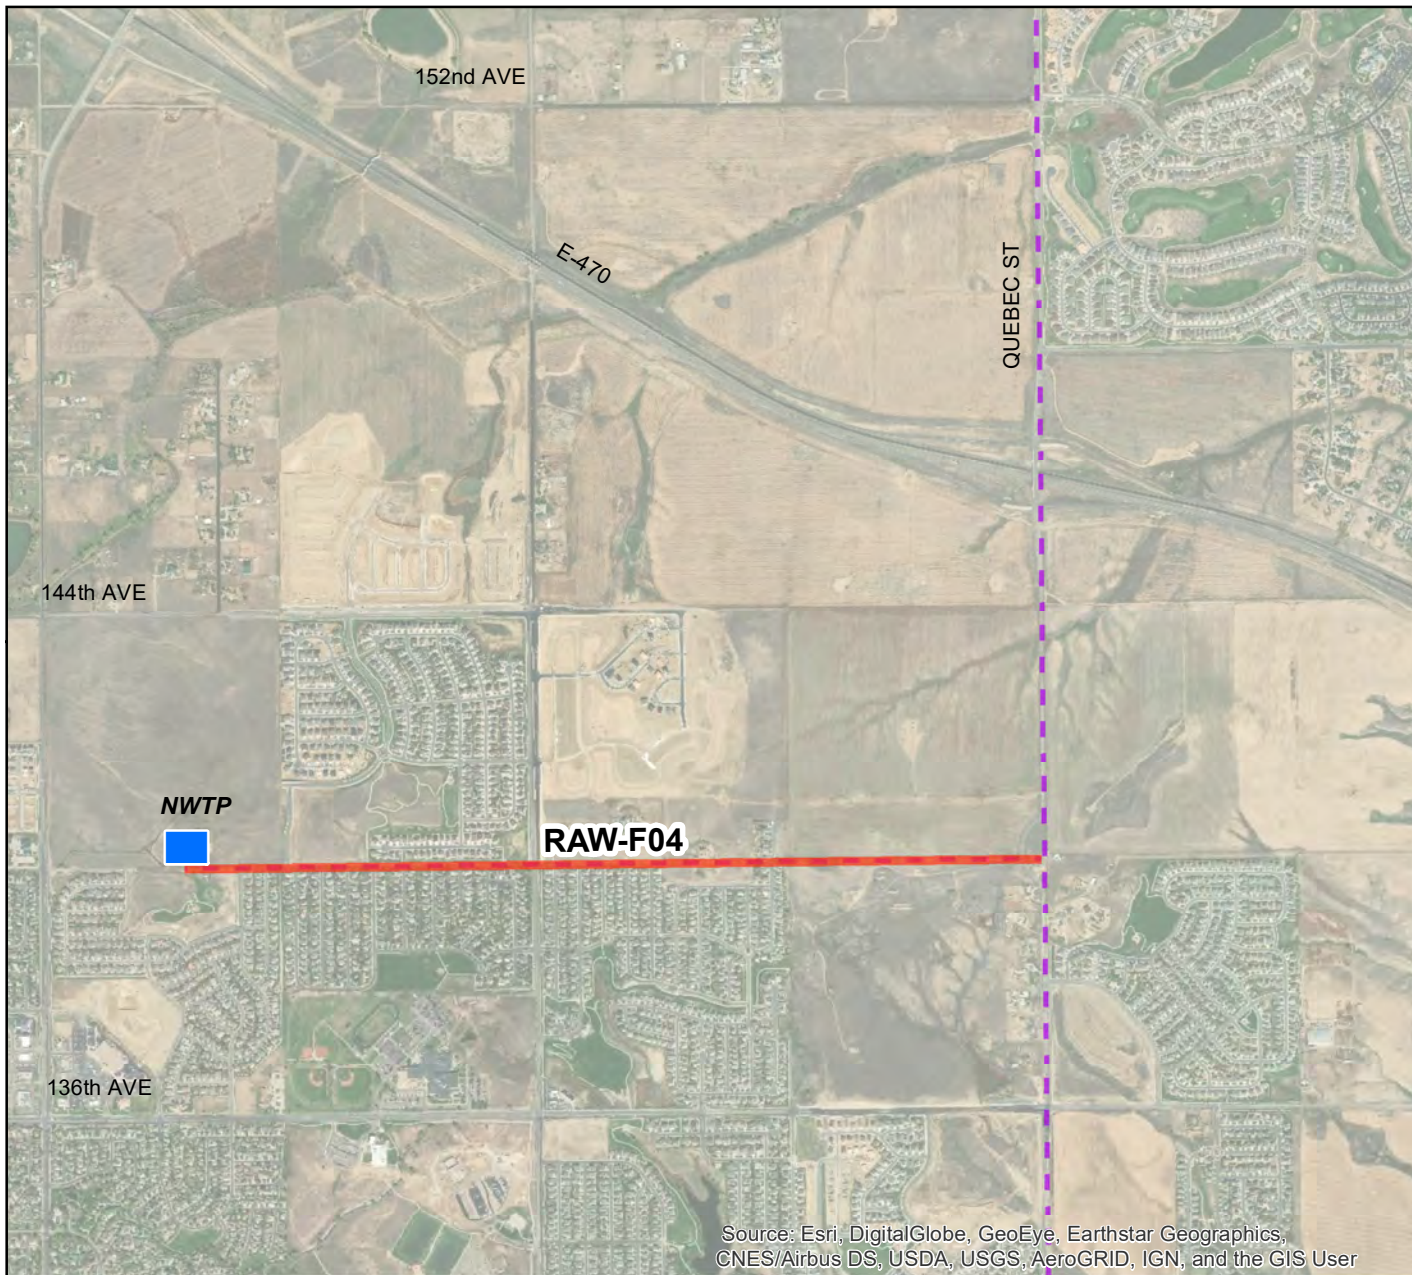 152nd AVE
E-470
QUEBEC ST
144th AVE
NWTP
RAW-F04
136th AVE
Source: Esri, DigitalGlobe, GeoEye, Earthstar Geographics,
CNES/Airbus DS, USDA, USGS, AeroGRID, IGN, and the GIS User